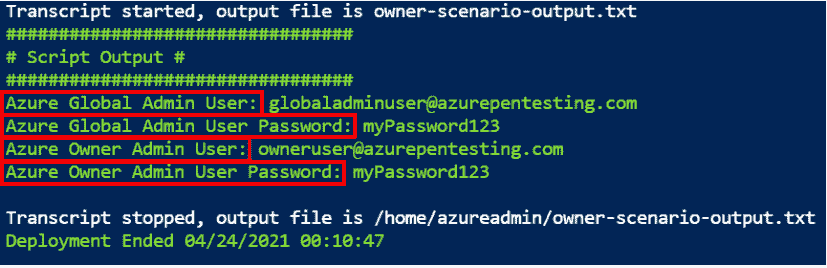 Transcript started, output file is owner-scenario-output.txt
#################################
# Script Output #
#################################
Azure Global Admin User: globaladminuser@azurepentesting.com
Azure Global Admin User Password: myPassword123
Azure Owner Admin User: owneruser@azurepentesting.com
Azure Owner Admin User Password: myPassword123
Transcript stopped, output file is /home/azureadmin/owner-scenario-output.txt
Deployment Ended 04/24/2021 00:10:47